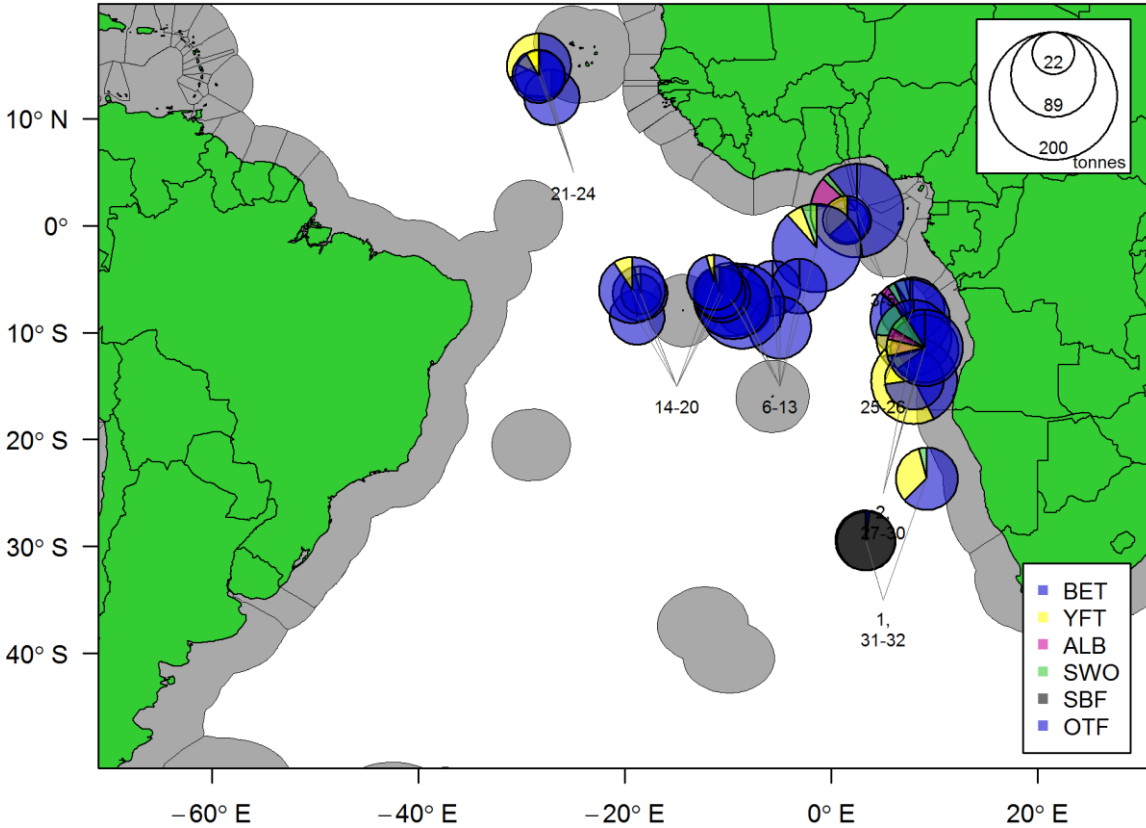 22
89
200
tonnes
10° N
0°
10° S
20° S
30° S
40° S
21-24
14-20
6-13
25-26
2,
27-30
1,
31-32
BET
YFT
ALB
SWO
SBF
OTF
−60° E
−40° E
−20° E
0° E
20° E